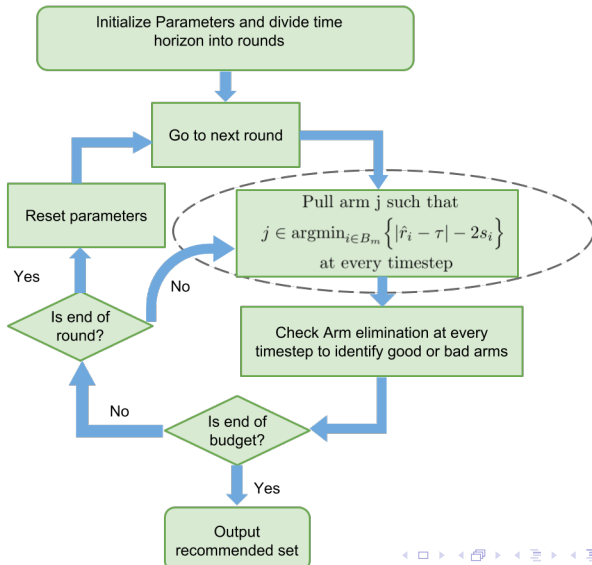 Initialize Parameters and divide time
horizon into rounds
Go to next round
Reset parameters
Pull arm j such that
j ∈ argmin_{i∈B_m}{|r̂_i − τ| − 2s_i}
at every timestep
Yes
No
Is end of
round?
Check Arm elimination at every
timestep to identify good or bad arms
No
Is end of
budget?
Yes
Output
recommended set